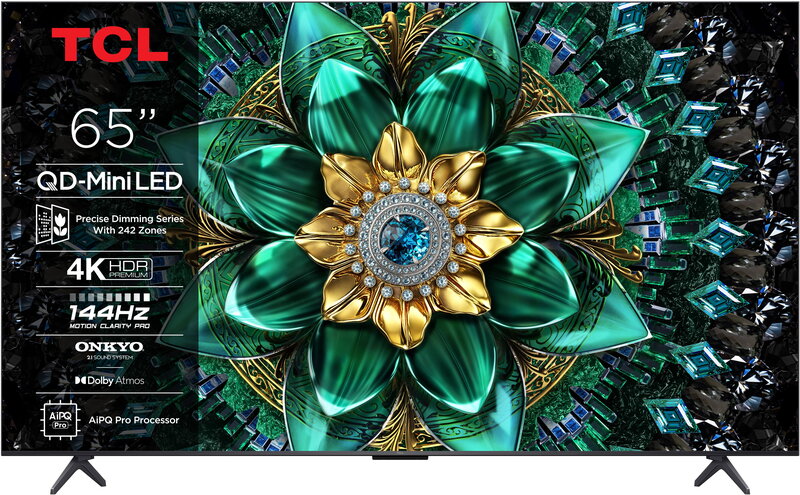 TCL
65”
QD-Mini LED
Precise Dimming Series
With 242 Zones
4K HDR
PREMIUM
144Hz
MOTION CLARITY PRO
ONKYO
2.1 SOUND SYSTEM
Dolby Atmos
AiPQ
Pro
AiPQ Pro Processor